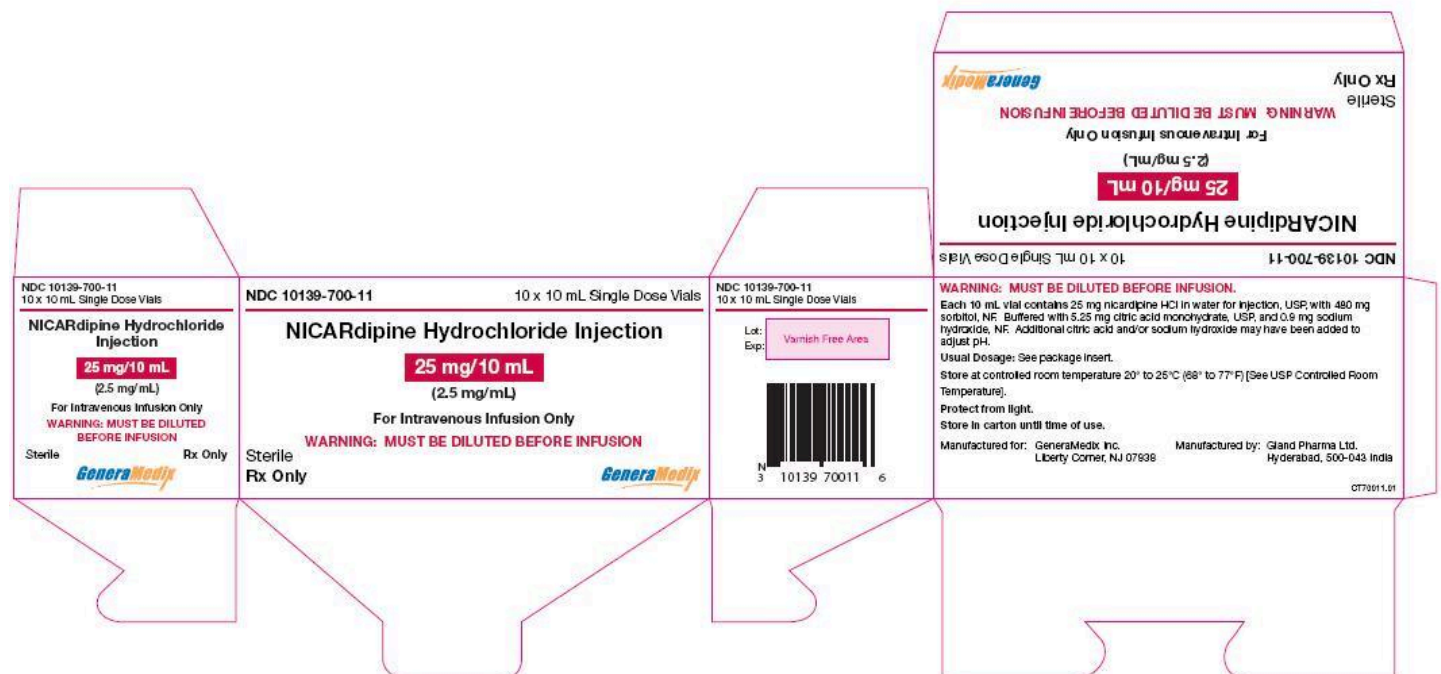 GeneraMedix
Rx Only
Sterile
WARNING: MUST BE DILUTED BEFORE INFUSION
For Intravenous Infusion Only
(2.5 mg/mL)
25 mg/10 mL
NICARdipine Hydrochloride Injection
10 x 10 mL Single Dose Vials
NDC 10139-700-11
NDC 10139-700-11
10 x 10 mL Single Dose Vials
NICARdipine Hydrochloride
Injection
25 mg/10 mL
(2.5 mg/mL)
For Intravenous Infusion Only
WARNING: MUST BE DILUTED
BEFORE INFUSION
Sterile Rx Only
GeneraMedix
NDC 10139-700-11 10 x 10 mL Single Dose Vials
NICARdipine Hydrochloride Injection
25 mg/10 mL
(2.5 mg/mL)
For Intravenous Infusion Only
WARNING: MUST BE DILUTED BEFORE INFUSION
Sterile
Rx Only
GeneraMedix
NDC 10139-700-11
10 x 10 mL Single Dose Vials
Lot:
Exp:
Varnish Free Area
N
3 10139 70011 6
WARNING: MUST BE DILUTED BEFORE INFUSION.
Each 10 mL vial contains 25 mg nicardipine HCl in water for injection, USP, with 480 mg
sorbitol, NF. Buffered with 5.25 mg citric acid monohydrate, USP, and 0.9 mg sodium
hydroxide, NF. Additional citric acid and/or sodium hydroxide may have been added to
adjust pH.
Usual Dosage: See package insert.
Store at controlled room temperature 20° to 25°C (68° to 77°F) [See USP Controlled Room
Temperature].
Protect from light.
Store in carton until time of use.
Manufactured for: GeneraMedix Inc. Manufactured by: Gland Pharma Ltd.
Liberty Corner, NJ 07938 Hyderabad, 500-043 India
CT70011.01